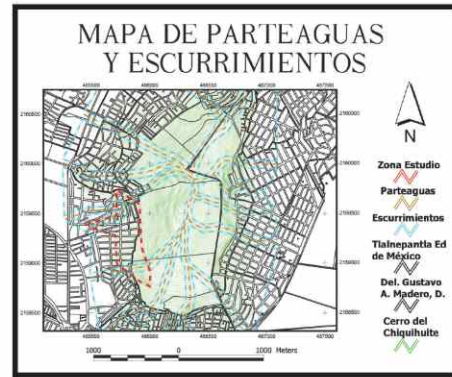 MAPA DE PARTEAGUAS
Y ESCURRIMIENTOS
N
Zona Estudio
Parteaguas
Escurrimientos
Tlalnepantla Ed
de México
Del. Gustavo
A. Madero, D.
Cerro del
Chiquihuite
1000 0 1000 Meters